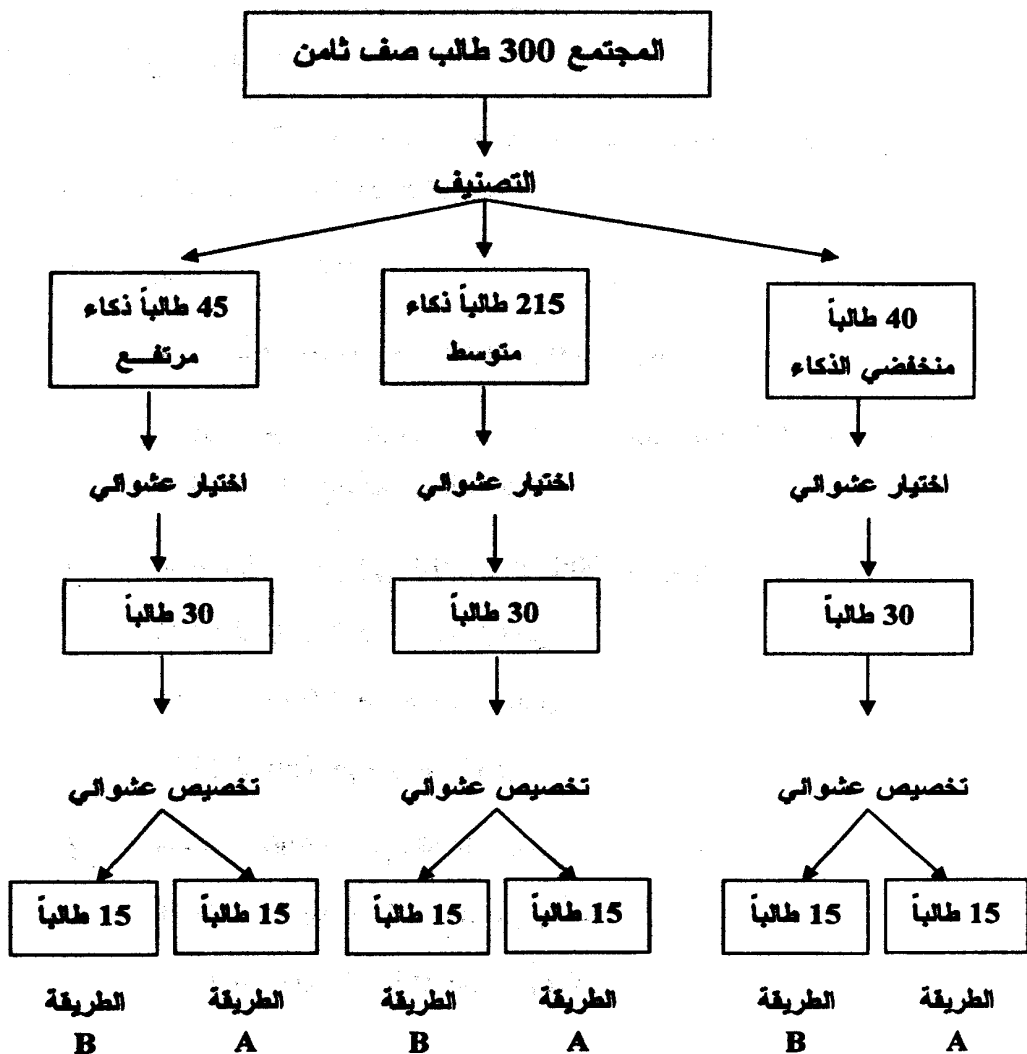 المجتمع 300 طالب صف ثامن
التصنيف
40 طالباً
منخفضي الذكاء
215 طالباً ذكاء
متوسط
45 طالباً ذكاء
مرتفــع
اختيار عشوائي
اختيار عشوائي
اختيار عشوائي
30 طالباً
30 طالباً
30 طالباً
تخصيص عشوائي
تخصيص عشوائي
تخصيص عشوائي
15 طالباً
15 طالباً
15 طالباً
15 طالباً
15 طالباً
15 طالباً
الطريقة
A
الطريقة
B
الطريقة
A
الطريقة
B
الطريقة
A
الطريقة
B